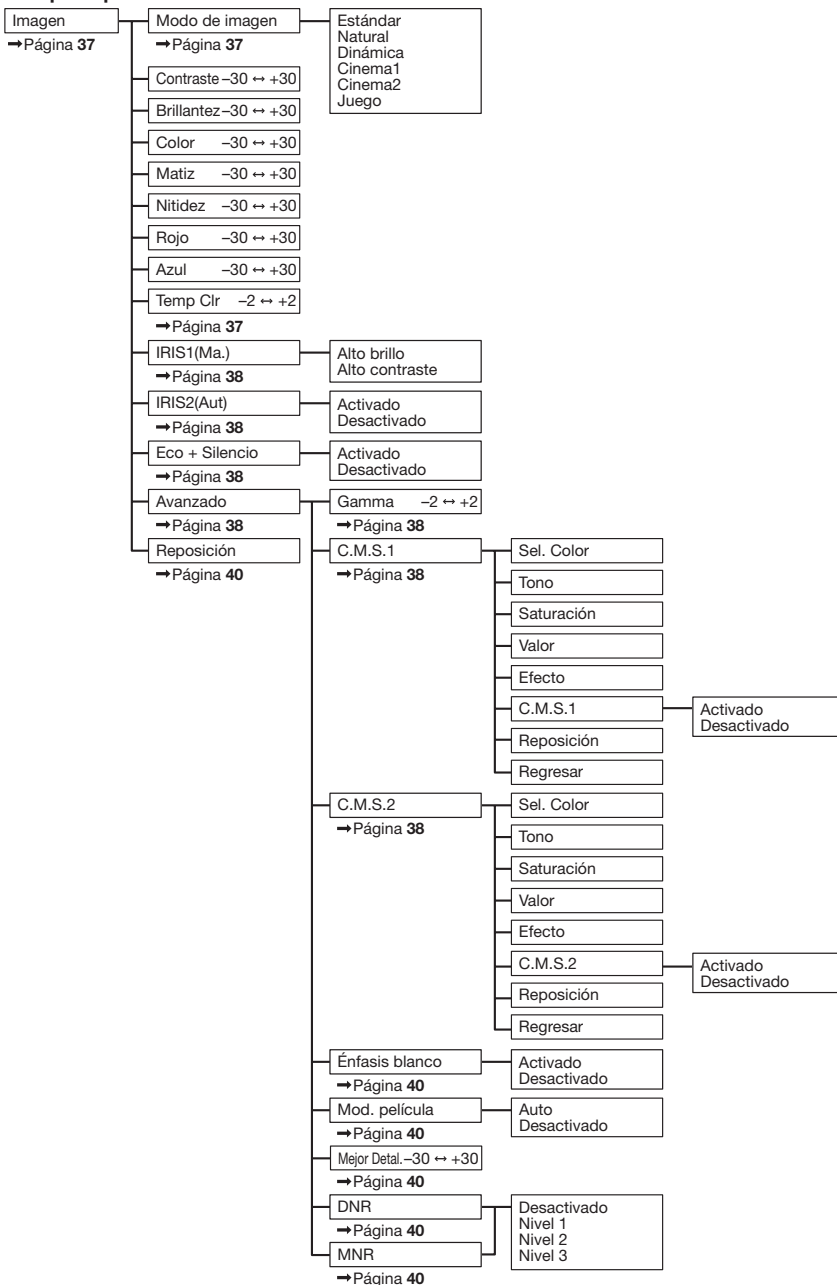 Imagen
➞Página 37
Modo de imagen
➞Página 37
Estándar
Natural
Dinámica
Cinema1
Cinema2
Juego
Contraste –30 ↔ +30
Brillantez –30 ↔ +30
Color –30 ↔ +30
Matiz –30 ↔ +30
Nitidez –30 ↔ +30
Rojo –30 ↔ +30
Azul –30 ↔ +30
Temp Clr –2 ↔ +2
➞Página 37
IRIS1(Ma.)
➞Página 38
Alto brillo
Alto contraste
IRIS2(Aut)
➞Página 38
Activado
Desactivado
Eco + Silencio
➞Página 38
Activado
Desactivado
Avanzado
➞Página 38
Reposición
➞Página 40
Gamma –2 ↔ +2
➞Página 38
C.M.S.1
➞Página 38
Sel. Color
Tono
Saturación
Valor
Efecto
C.M.S.1
Activado
Desactivado
Reposición
Regresar
C.M.S.2
➞Página 38
Sel. Color
Tono
Saturación
Valor
Efecto
C.M.S.2
Activado
Desactivado
Reposición
Regresar
Énfasis blanco
➞Página 40
Activado
Desactivado
Mod. película
➞Página 40
Auto
Desactivado
Mejor Detal. –30 ↔ +30
➞Página 40
DNR
➞Página 40
MNR
➞Página 40
Desactivado
Nivel 1
Nivel 2
Nivel 3